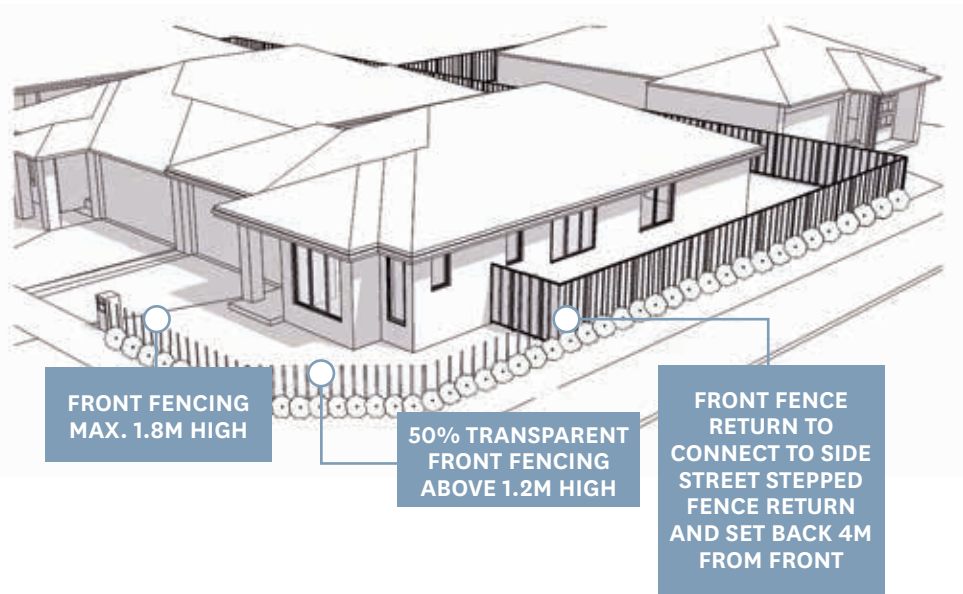 FRONT FENCING
MAX. 1.8M HIGH
50% TRANSPARENT
FRONT FENCING
ABOVE 1.2M HIGH
FRONT FENCE
RETURN TO
CONNECT TO SIDE
STREET STEPPED
FENCE RETURN
AND SET BACK 4M
FROM FRONT